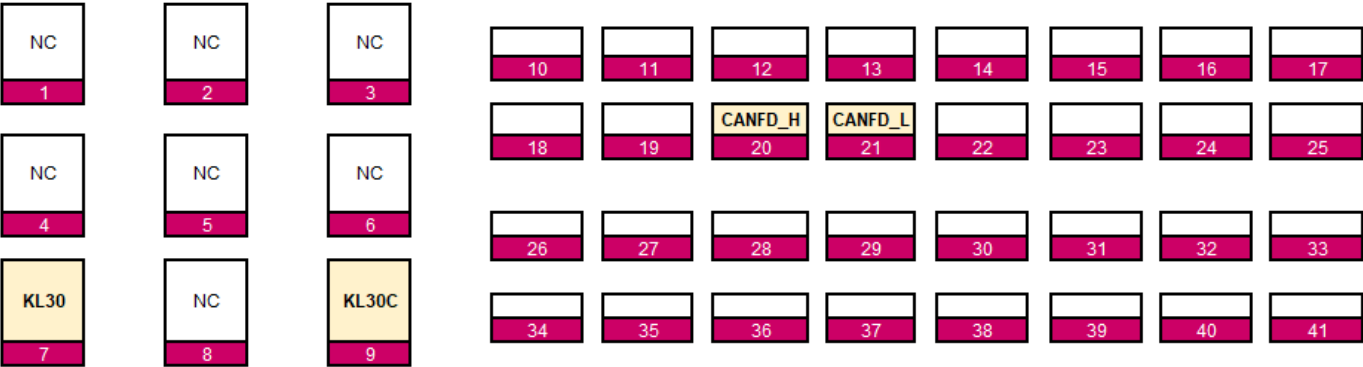 NC NC NC
1 2 3
10 11 12 13 14 15 16 17
CANFD_H CANFD_L
18 19 20 21 22 23 24 25
NC NC NC
4 5 6
26 27 28 29 30 31 32 33
KL30 NC KL30C
7 8 9
34 35 36 37 38 39 40 41